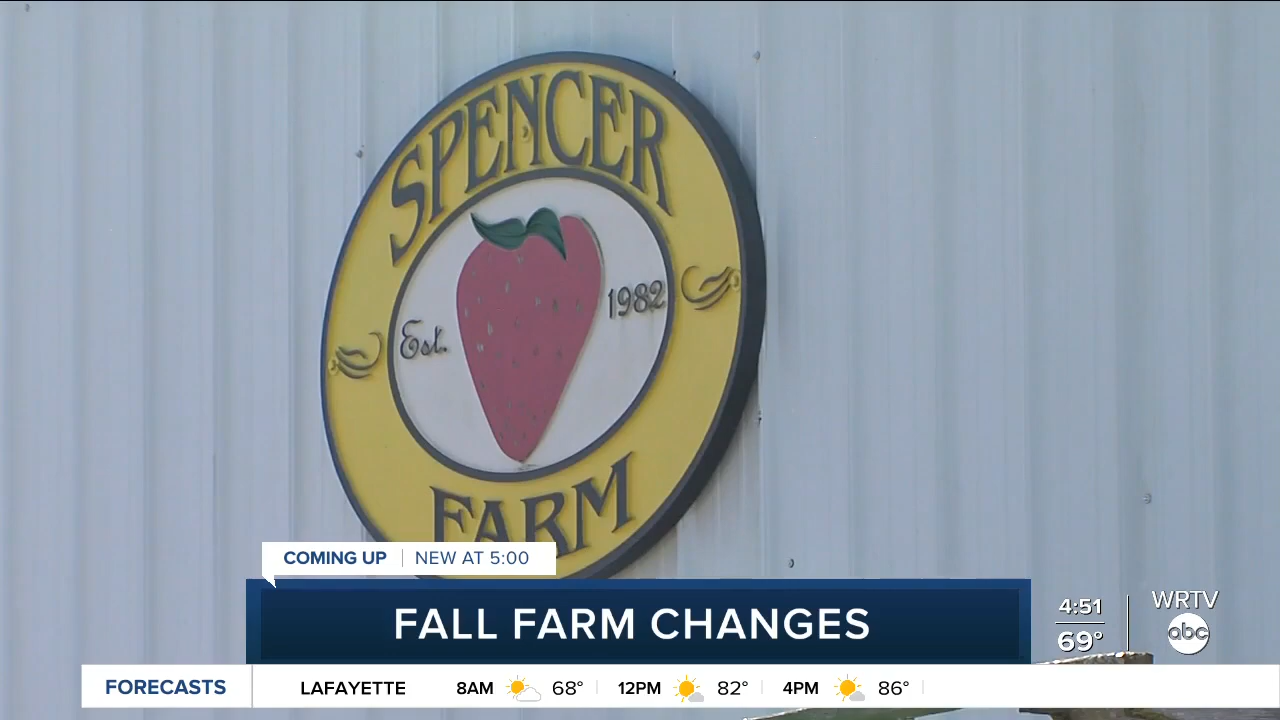 SPENCER
Est. 1982
FARM
COMING UP NEW AT 5:00
FALL FARM CHANGES
4:51
69°
WRTV
abc
FORECASTS LAFAYETTE 8AM 68° 12PM 82° 4PM 86°